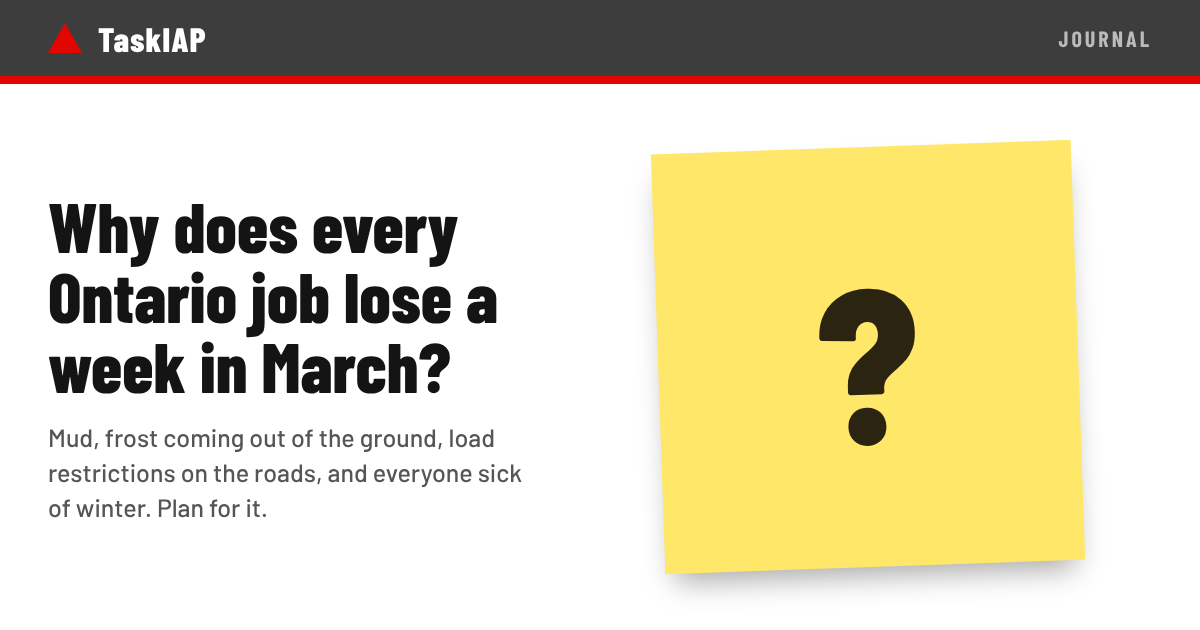 TaskIAP
JOURNAL
Why does every
Ontario job lose a
week in March?
Mud, frost coming out of the ground, load
restrictions on the roads, and everyone sick
of winter. Plan for it.
?